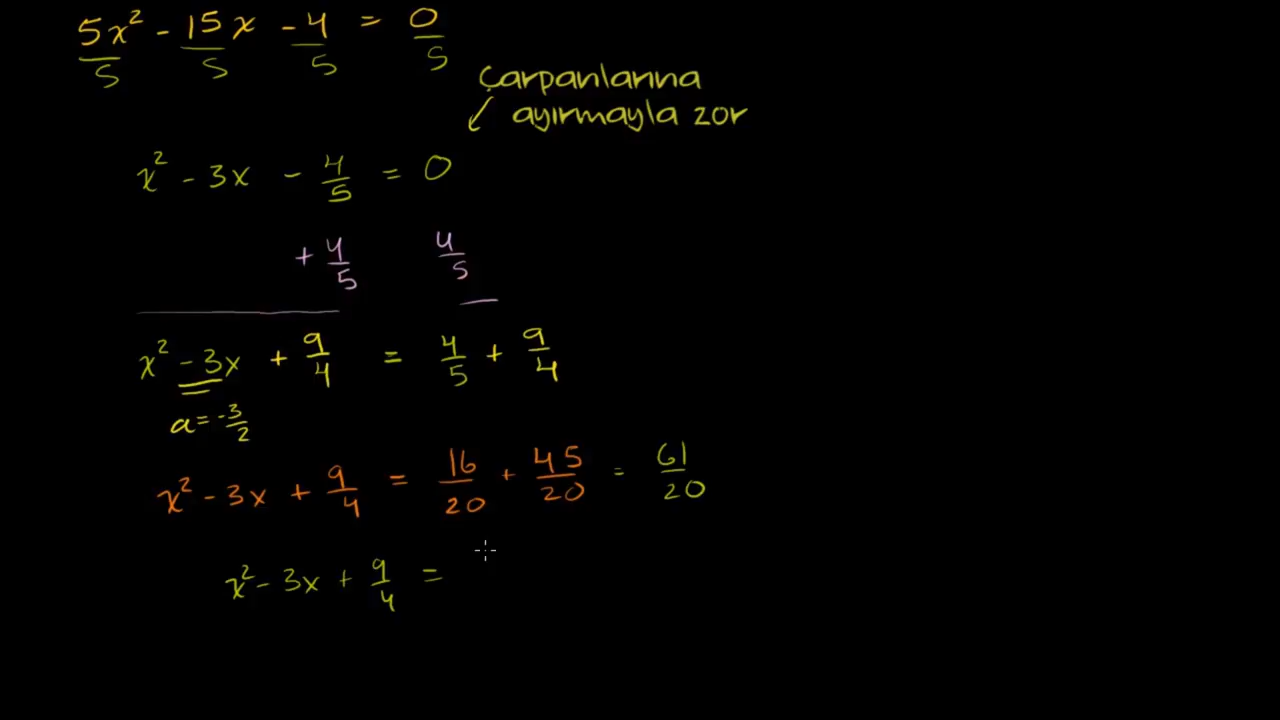 5x²/5 - 15x/5 - 4/5 = 0/5
Çarpanlarına
ayırmayla zor
x² - 3x - 4/5 = 0
+ 4/5 4/5
x² - 3x + 9/4 = 4/5 + 9/4
a = -3/2
x² - 3x + 9/4 = 16/20 + 45/20 = 61/20
x² - 3x + 9/4 =